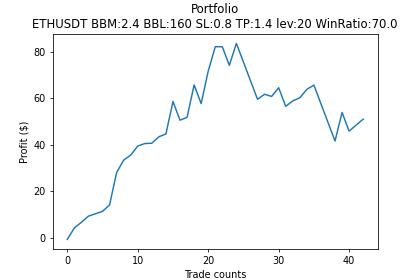 Portfolio
ETHUSDT BBM:2.4 BBL:160 SL:0.8 TP:1.4 lev:20 WinRatio:70.0
80
60
40
20
0
Profit ($)
0 10 20 30 40
Trade counts